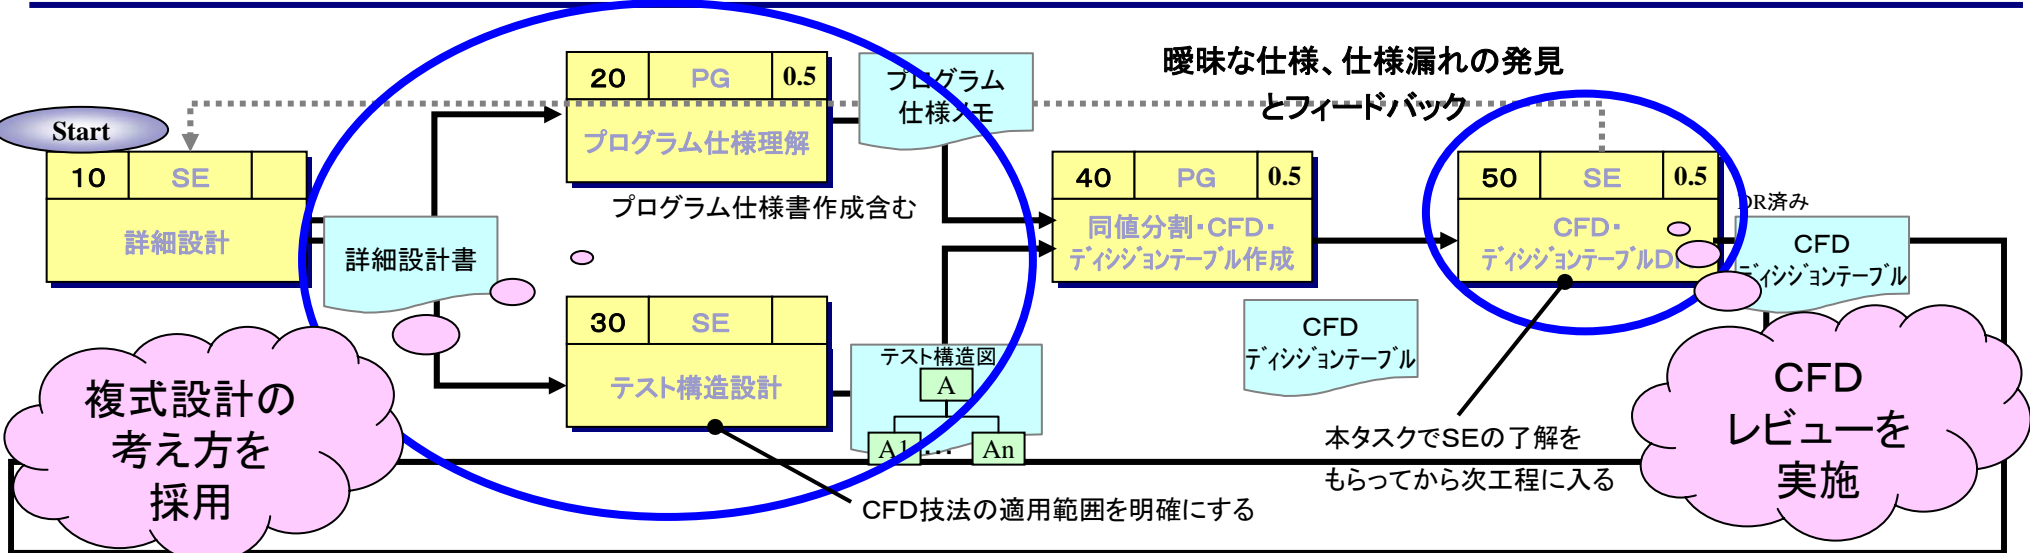 曖昧な仕様、仕様漏れの発見
とフィードバック
Start
10 SE
詳細設計
詳細設計書
20 PG 0.5
プログラム仕様理解
プログラム仕様書作成含む
プログラム
仕様メモ
30 SE
テスト構造設計
テスト構造図
A
A1 … An
CFD技法の適用範囲を明確にする
40 PG 0.5
同値分割・CFD・
ディシジョンテーブル作成
CFD
ディシジョンテーブル
50 SE 0.5
CFD・
ディシジョンテーブルDR
本タスクでSEの了解を
もらってから次工程に入る
DR済み
CFD
ディシジョンテーブル
複式設計の
考え方を
採用
CFD
レビューを
実施